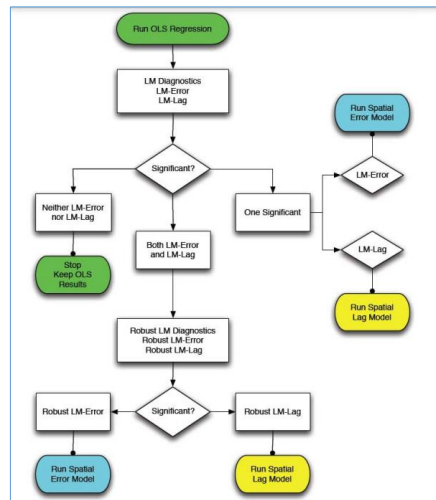 Run OLS Regression
LM Diagnostics
LM-Error
LM-Lag
Run Spatial
Error Model
Significant?
LM-Error
Neither LM-Error
nor LM-Lag
One Significant
Both LM-Error
and LM-Lag
LM-Lag
Stop
Keep OLS
Results
Run Spatial
Lag Model
Robust LM Diagnostics
Robust LM-Error
Robust LM-Lag
Robust LM-Error
Significant?
Robust LM-Lag
Run Spatial
Error Model
Run Spatial
Lag Model